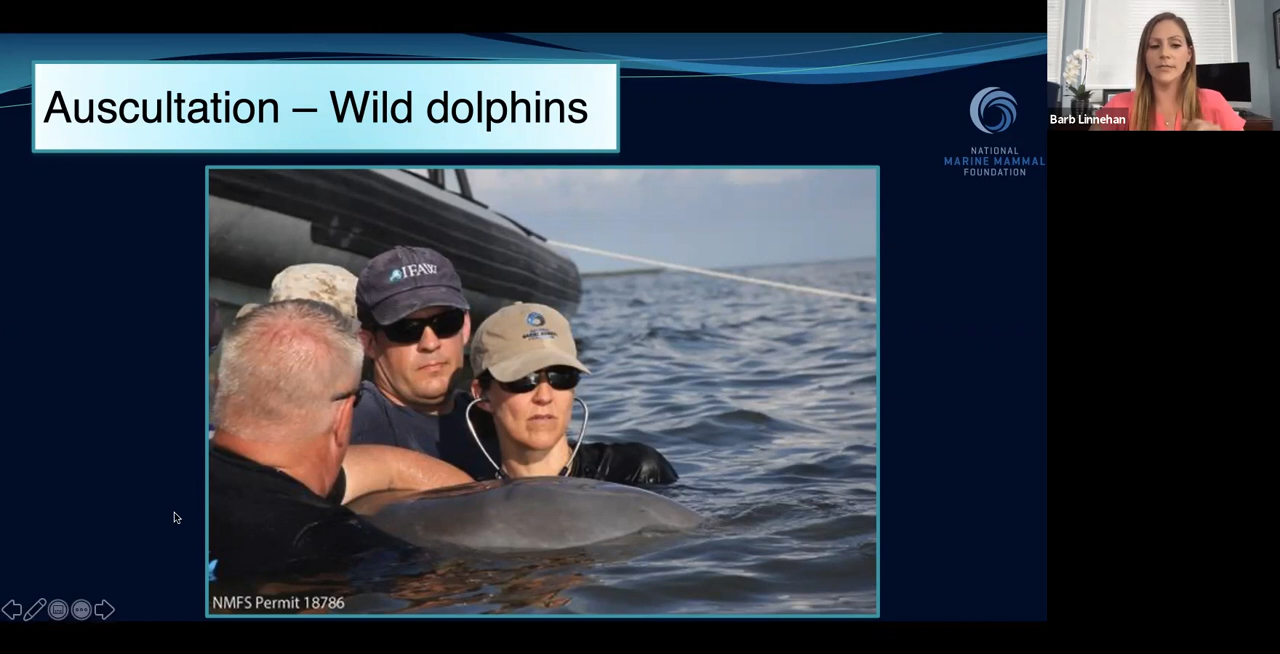 Auscultation – Wild dolphins
NATIONAL
MARINE MAMMAL
FOUNDATION
IFAW
NMFS Permit 18786
Barb Linnehan